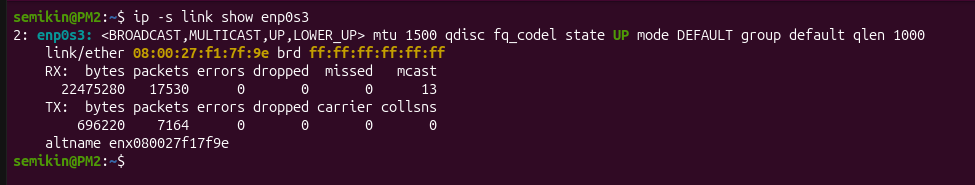 semikin@PM2:~$ ip -s link show enp0s3
2: enp0s3: <BROADCAST,MULTICAST,UP,LOWER_UP> mtu 1500 qdisc fq_codel state UP mode DEFAULT group default qlen 1000
    link/ether 08:00:27:f1:7f:9e brd ff:ff:ff:ff:ff:ff
    RX:  bytes packets errors dropped  missed   mcast
      22475280   17530      0       0       0      13
    TX:  bytes packets errors dropped carrier collsns
        696220    7164      0       0       0       0
    altname enx080027f17f9e
semikin@PM2:~$